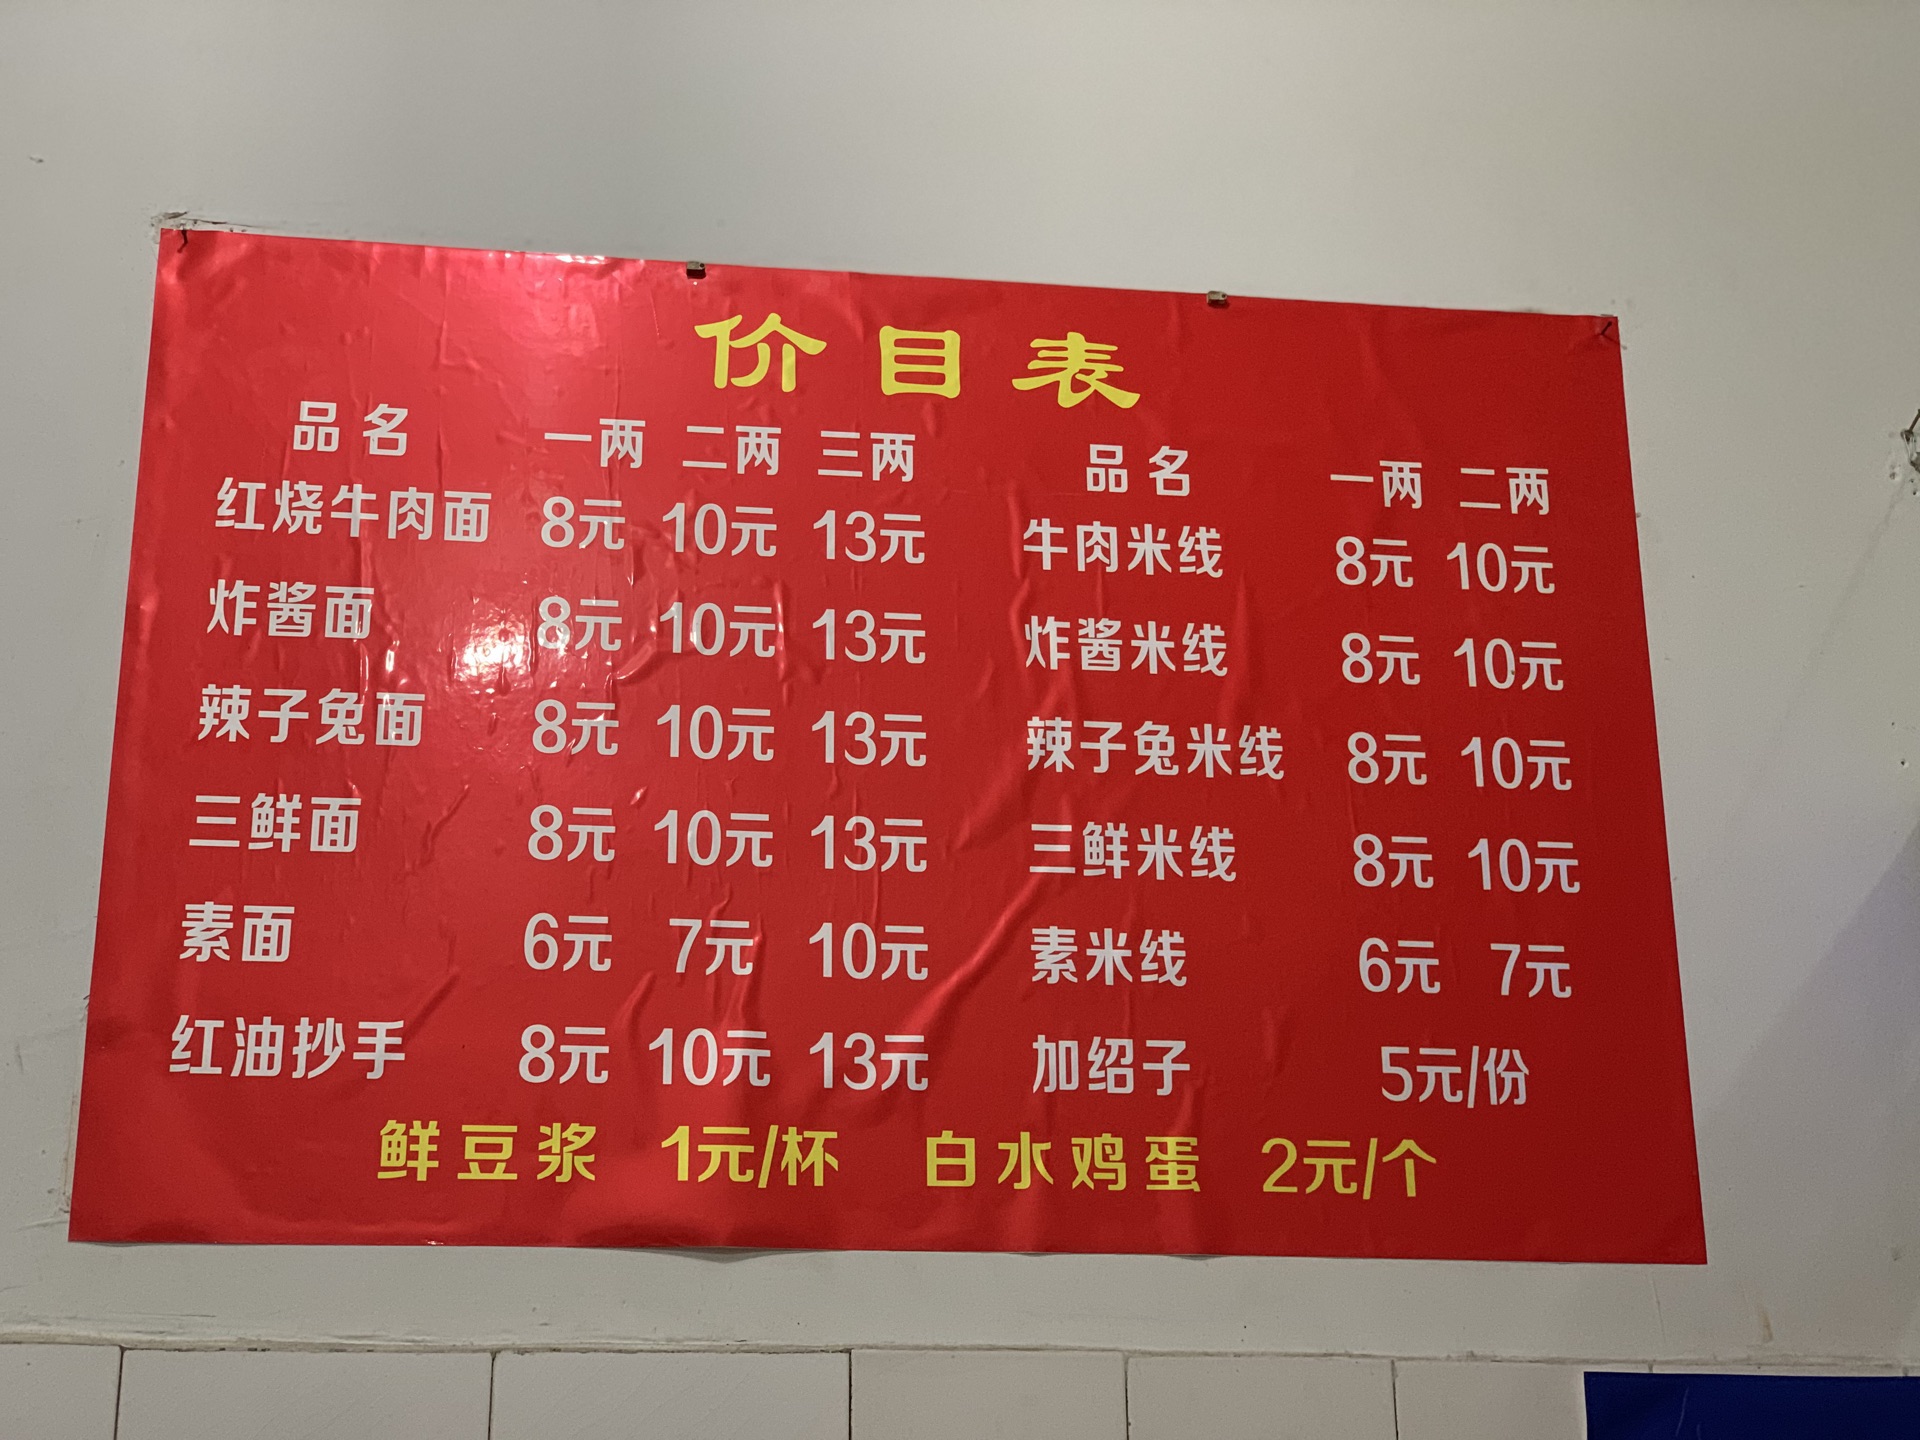 价目表
品名 一两 二两 三两 品名 一两 二两
红烧牛肉面 8元 10元 13元 牛肉米线 8元 10元
炸酱面 8元 10元 13元 炸酱米线 8元 10元
辣子兔面 8元 10元 13元 辣子兔米线 8元 10元
三鲜面 8元 10元 13元 三鲜米线 8元 10元
素面 6元 7元 10元 素米线 6元 7元
红油抄手 8元 10元 13元 加绍子 5元/份
鲜豆浆 1元/杯 白水鸡蛋 2元/个